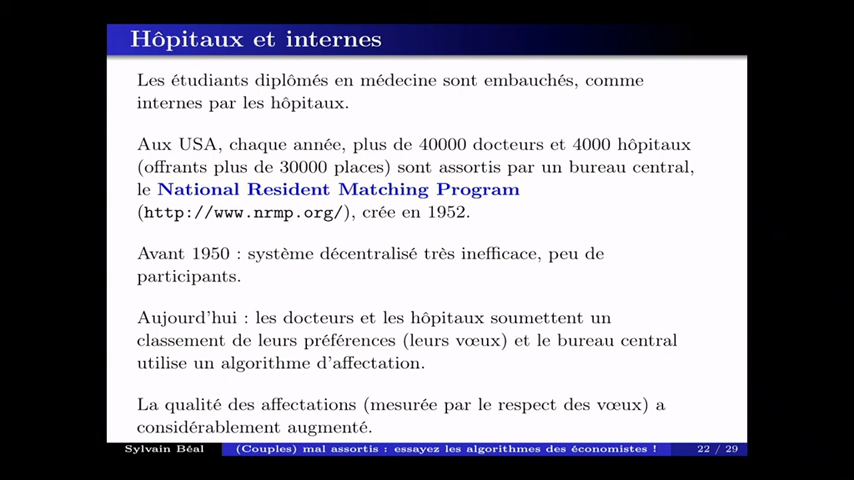 Hôpitaux et internes
Les étudiants diplômés en médecine sont embauchés, comme
internes par les hôpitaux.
Aux USA, chaque année, plus de 40000 docteurs et 4000 hôpitaux
(offrants plus de 30000 places) sont assortis par un bureau central,
le National Resident Matching Program
(http://www.nrmp.org/), crée en 1952.
Avant 1950 : système décentralisé très inefficace, peu de
participants.
Aujourd'hui : les docteurs et les hôpitaux soumettent un
classement de leurs préférences (leurs vœux) et le bureau central
utilise un algorithme d'affectation.
La qualité des affectations (mesurée par le respect des vœux) a
considérablement augmenté.
Sylvain Béal (Couples) mal assortis : essayez les algorithmes des économistes ! 22 / 29